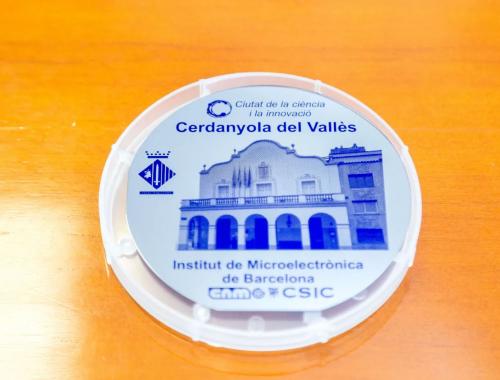 Ciutat de la ciència
i la innovació
Cerdanyola del Vallès
Institut de Microelectrònica
de Barcelona
cnm CSIC